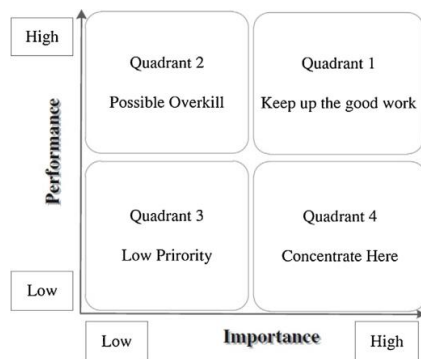 High
Quadrant 2
Possible Overkill
Quadrant 1
Keep up the good work
Performance
Quadrant 3
Low Prirority
Quadrant 4
Concentrate Here
Low
Low
Importance
High